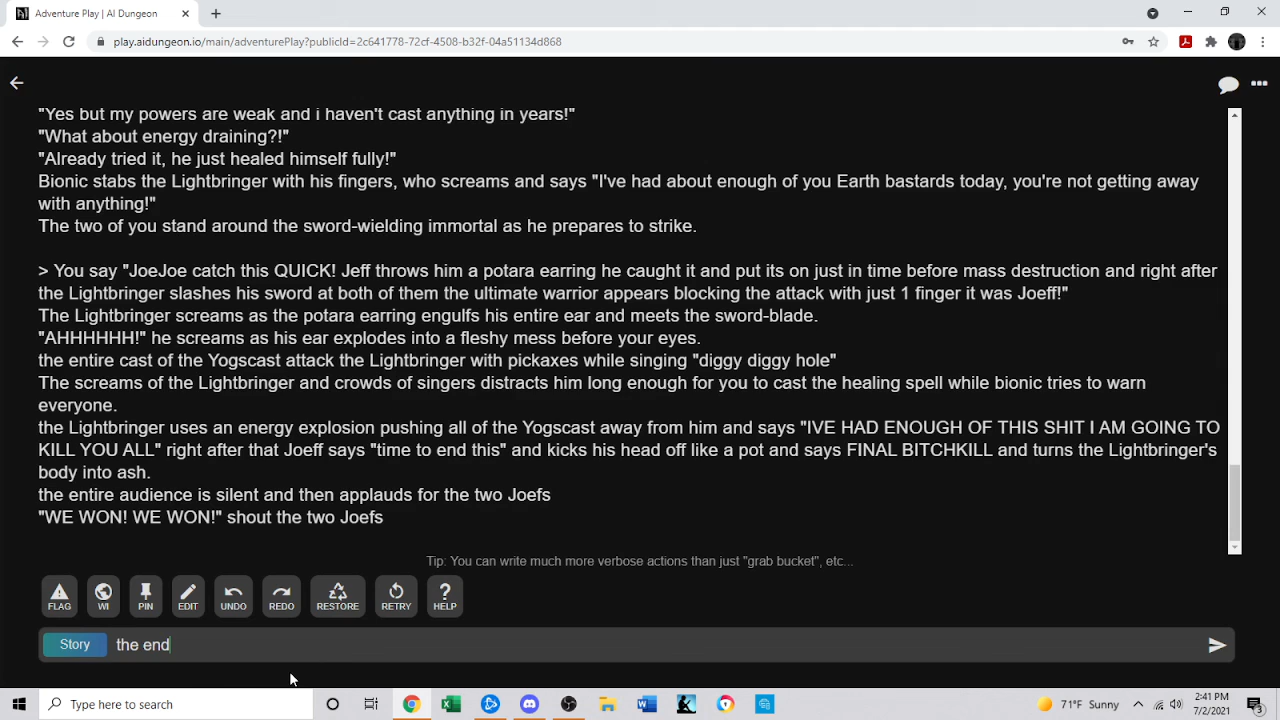 Adventure Play | AI Dungeon
play.aidungeon.io/main/adventurePlay?publicId=2c641778-72cf-4508-b32f-04a51134d868
"Yes but my powers are weak and i haven't cast anything in years!"
"What about energy draining?!"
"Already tried it, he just healed himself fully!"
Bionic stabs the Lightbringer with his fingers, who screams and says "I've had about enough of you Earth bastards today, you're not getting away
with anything!"
The two of you stand around the sword-wielding immortal as he prepares to strike.
> You say "JoeJoe catch this QUICK! Jeff throws him a potara earring he caught it and put its on just in time before mass destruction and right after
the Lightbringer slashes his sword at both of them the ultimate warrior appears blocking the attack with just 1 finger it was Joeff!"
The Lightbringer screams as the potara earring engulfs his entire ear and meets the sword-blade.
"AHHHHHH!" he screams as his ear explodes into a fleshy mess before your eyes.
the entire cast of the Yogscast attack the Lightbringer with pickaxes while singing "diggy diggy hole"
The screams of the Lightbringer and crowds of singers distracts him long enough for you to cast the healing spell while bionic tries to warn
everyone.
the Lightbringer uses an energy explosion pushing all of the Yogscast away from him and says "IVE HAD ENOUGH OF THIS SHIT I AM GOING TO
KILL YOU ALL" right after that Joeff says "time to end this" and kicks his head off like a pot and says FINAL BITCHKILL and turns the Lightbringer's
body into ash.
the entire audience is silent and then applauds for the two Joefs
"WE WON! WE WON!" shout the two Joefs
Tip: You can write much more verbose actions than just "grab bucket", etc...
FLAG WI PIN EDIT UNDO REDO RESTORE RETRY HELP
Story the end
Type here to search
71°F Sunny
2:41 PM
7/2/2021
3